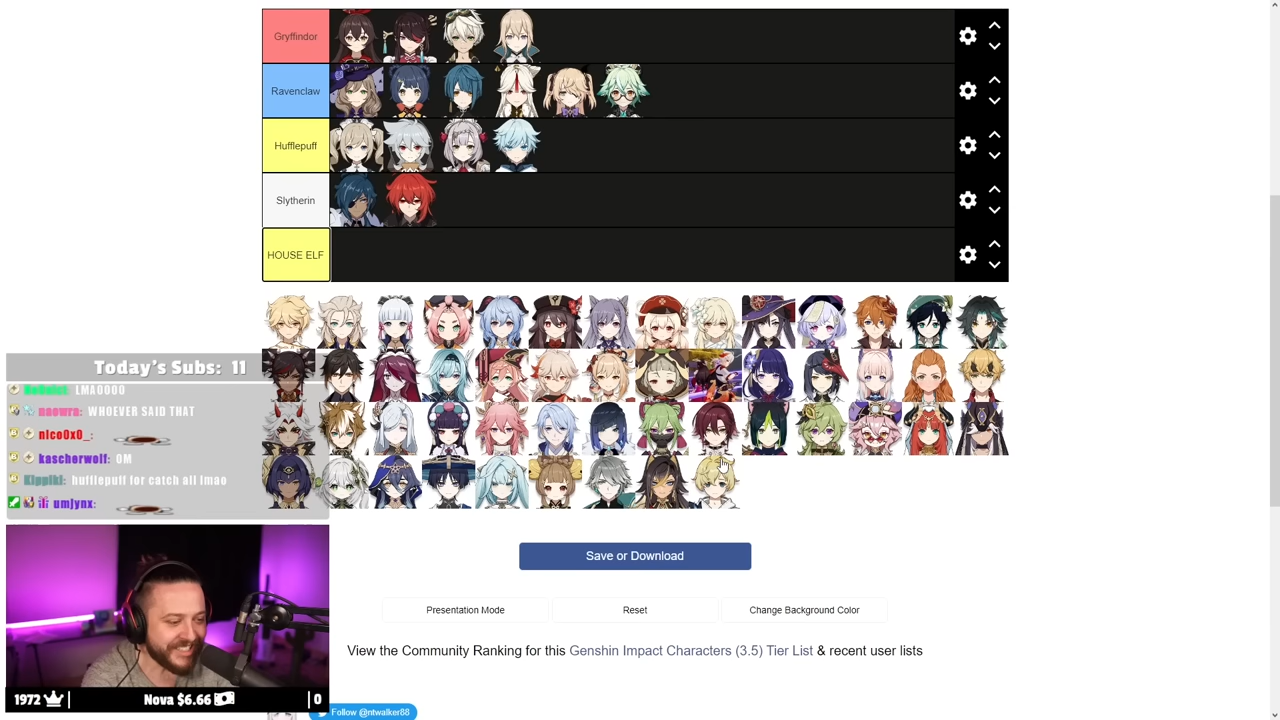 Gryffindor
Ravenclaw
Hufflepuff
Slytherin
HOUSE ELF
Today's Subs: 11
LMAOOOO
naowra: WHOEVER SAID THAT
nico0x0_:
kascherwolf: OM
Kippiki: hufflepuff for catch all lmao
umjynx:
Save or Download
Presentation Mode
Reset
Change Background Color
View the Community Ranking for this Genshin Impact Characters (3.5) Tier List & recent user lists
1972
Nova $6.66
0
Follow @ntwalker88